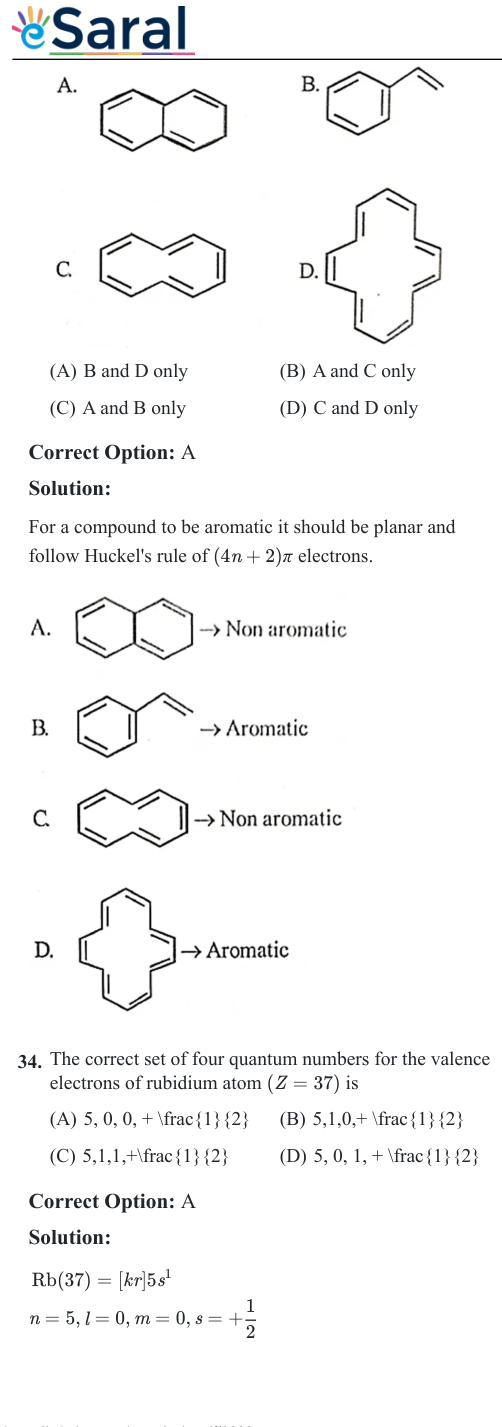 eSaral
A.
B.
C.
D.
(A) B and D only (B) A and C only
(C) A and B only (D) C and D only
Correct Option: A
Solution:
For a compound to be aromatic it should be planar and
follow Huckel's rule of (4n + 2)π electrons.
A. → Non aromatic
B. → Aromatic
C. → Non aromatic
D. → Aromatic
34. The correct set of four quantum numbers for the valence
electrons of rubidium atom (Z = 37) is
(A) 5, 0, 0, + \frac{1}{2} (B) 5,1,0,+ \frac{1}{2}
(C) 5,1,1,+\frac{1}{2} (D) 5, 0, 1, + \frac{1}{2}
Correct Option: A
Solution:
Rb(37) = [kr]5s¹
n = 5, l = 0, m = 0, s = +1/2